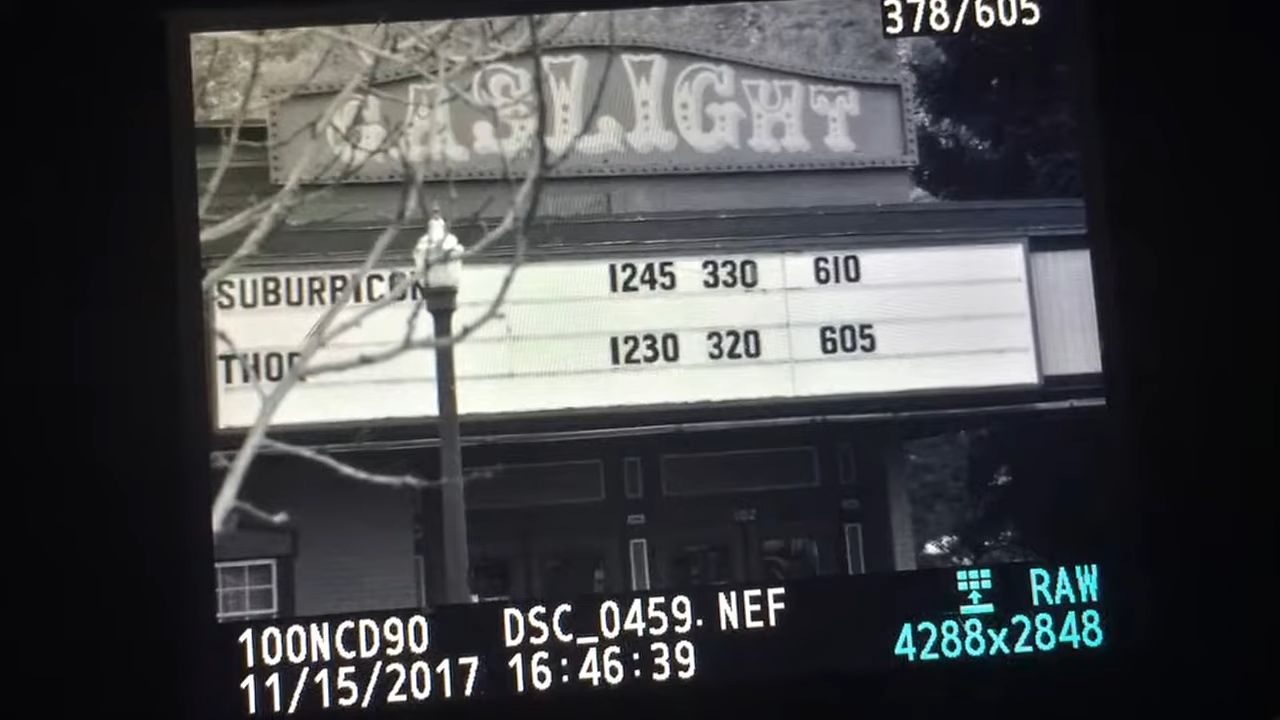 378/605
GASLIGHT
SUBURBICON 1245 330 610
THOR 1230 320 605
102
100NCD90 DSC_0459.NEF RAW
11/15/2017 16:46:39 4288x2848